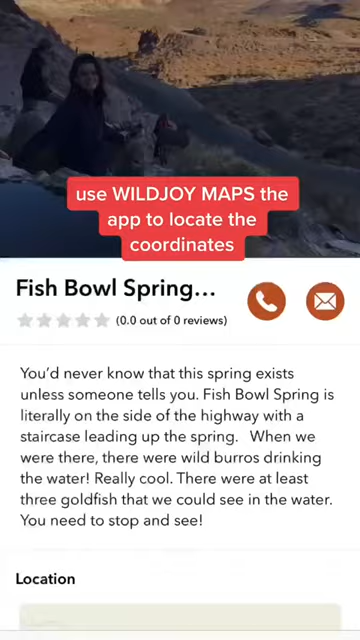 use WILDJOY MAPS the
app to locate the
coordinates
Fish Bowl Spring...
(0.0 out of 0 reviews)
You'd never know that this spring exists
unless someone tells you. Fish Bowl Spring is
literally on the side of the highway with a
staircase leading up the spring. When we
were there, there were wild burros drinking
the water! Really cool. There were at least
three goldfish that we could see in the water.
You need to stop and see!
Location